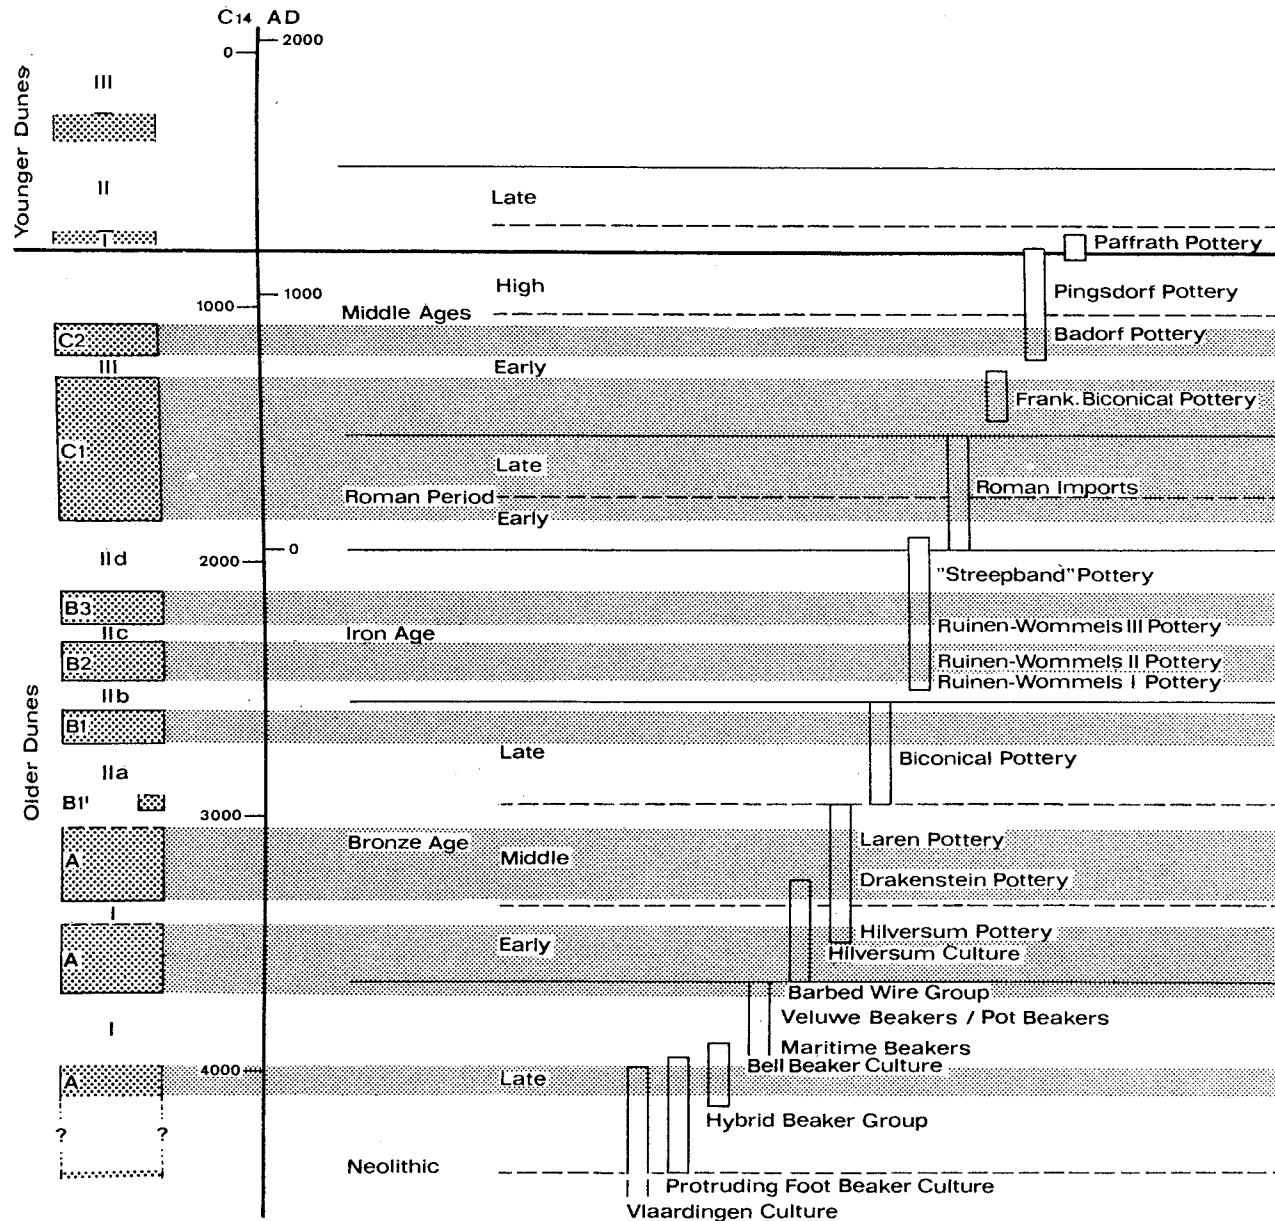 C14 AD
0
2000
Younger Dunes
III
II
Late
I
Paffrath Pottery
High
Pingsdorf Pottery
1000
1000
Middle Ages
Badorf Pottery
C2
III
Early
Frank. Biconical Pottery
C1
Late
Roman Imports
Roman Period
Early
0
2000
IId
"Streepband" Pottery
B3
Ruinen-Wommels III Pottery
IIc
Iron Age
B2
Ruinen-Wommels II Pottery
Ruinen-Wommels I Pottery
IIb
B1
Older Dunes
Late
Biconical Pottery
IIa
B1'
3000
Bronze Age
Laren Pottery
A
Middle
Drakenstein Pottery
I
Hilversum Pottery
Early
Hilversum Culture
A
Barbed Wire Group
Veluwe Beakers / Pot Beakers
I
Maritime Beakers
Bell Beaker Culture
4000
A
Late
Hybrid Beaker Group
? ?
Neolithic
Protruding Foot Beaker Culture
Vlaardingen Culture